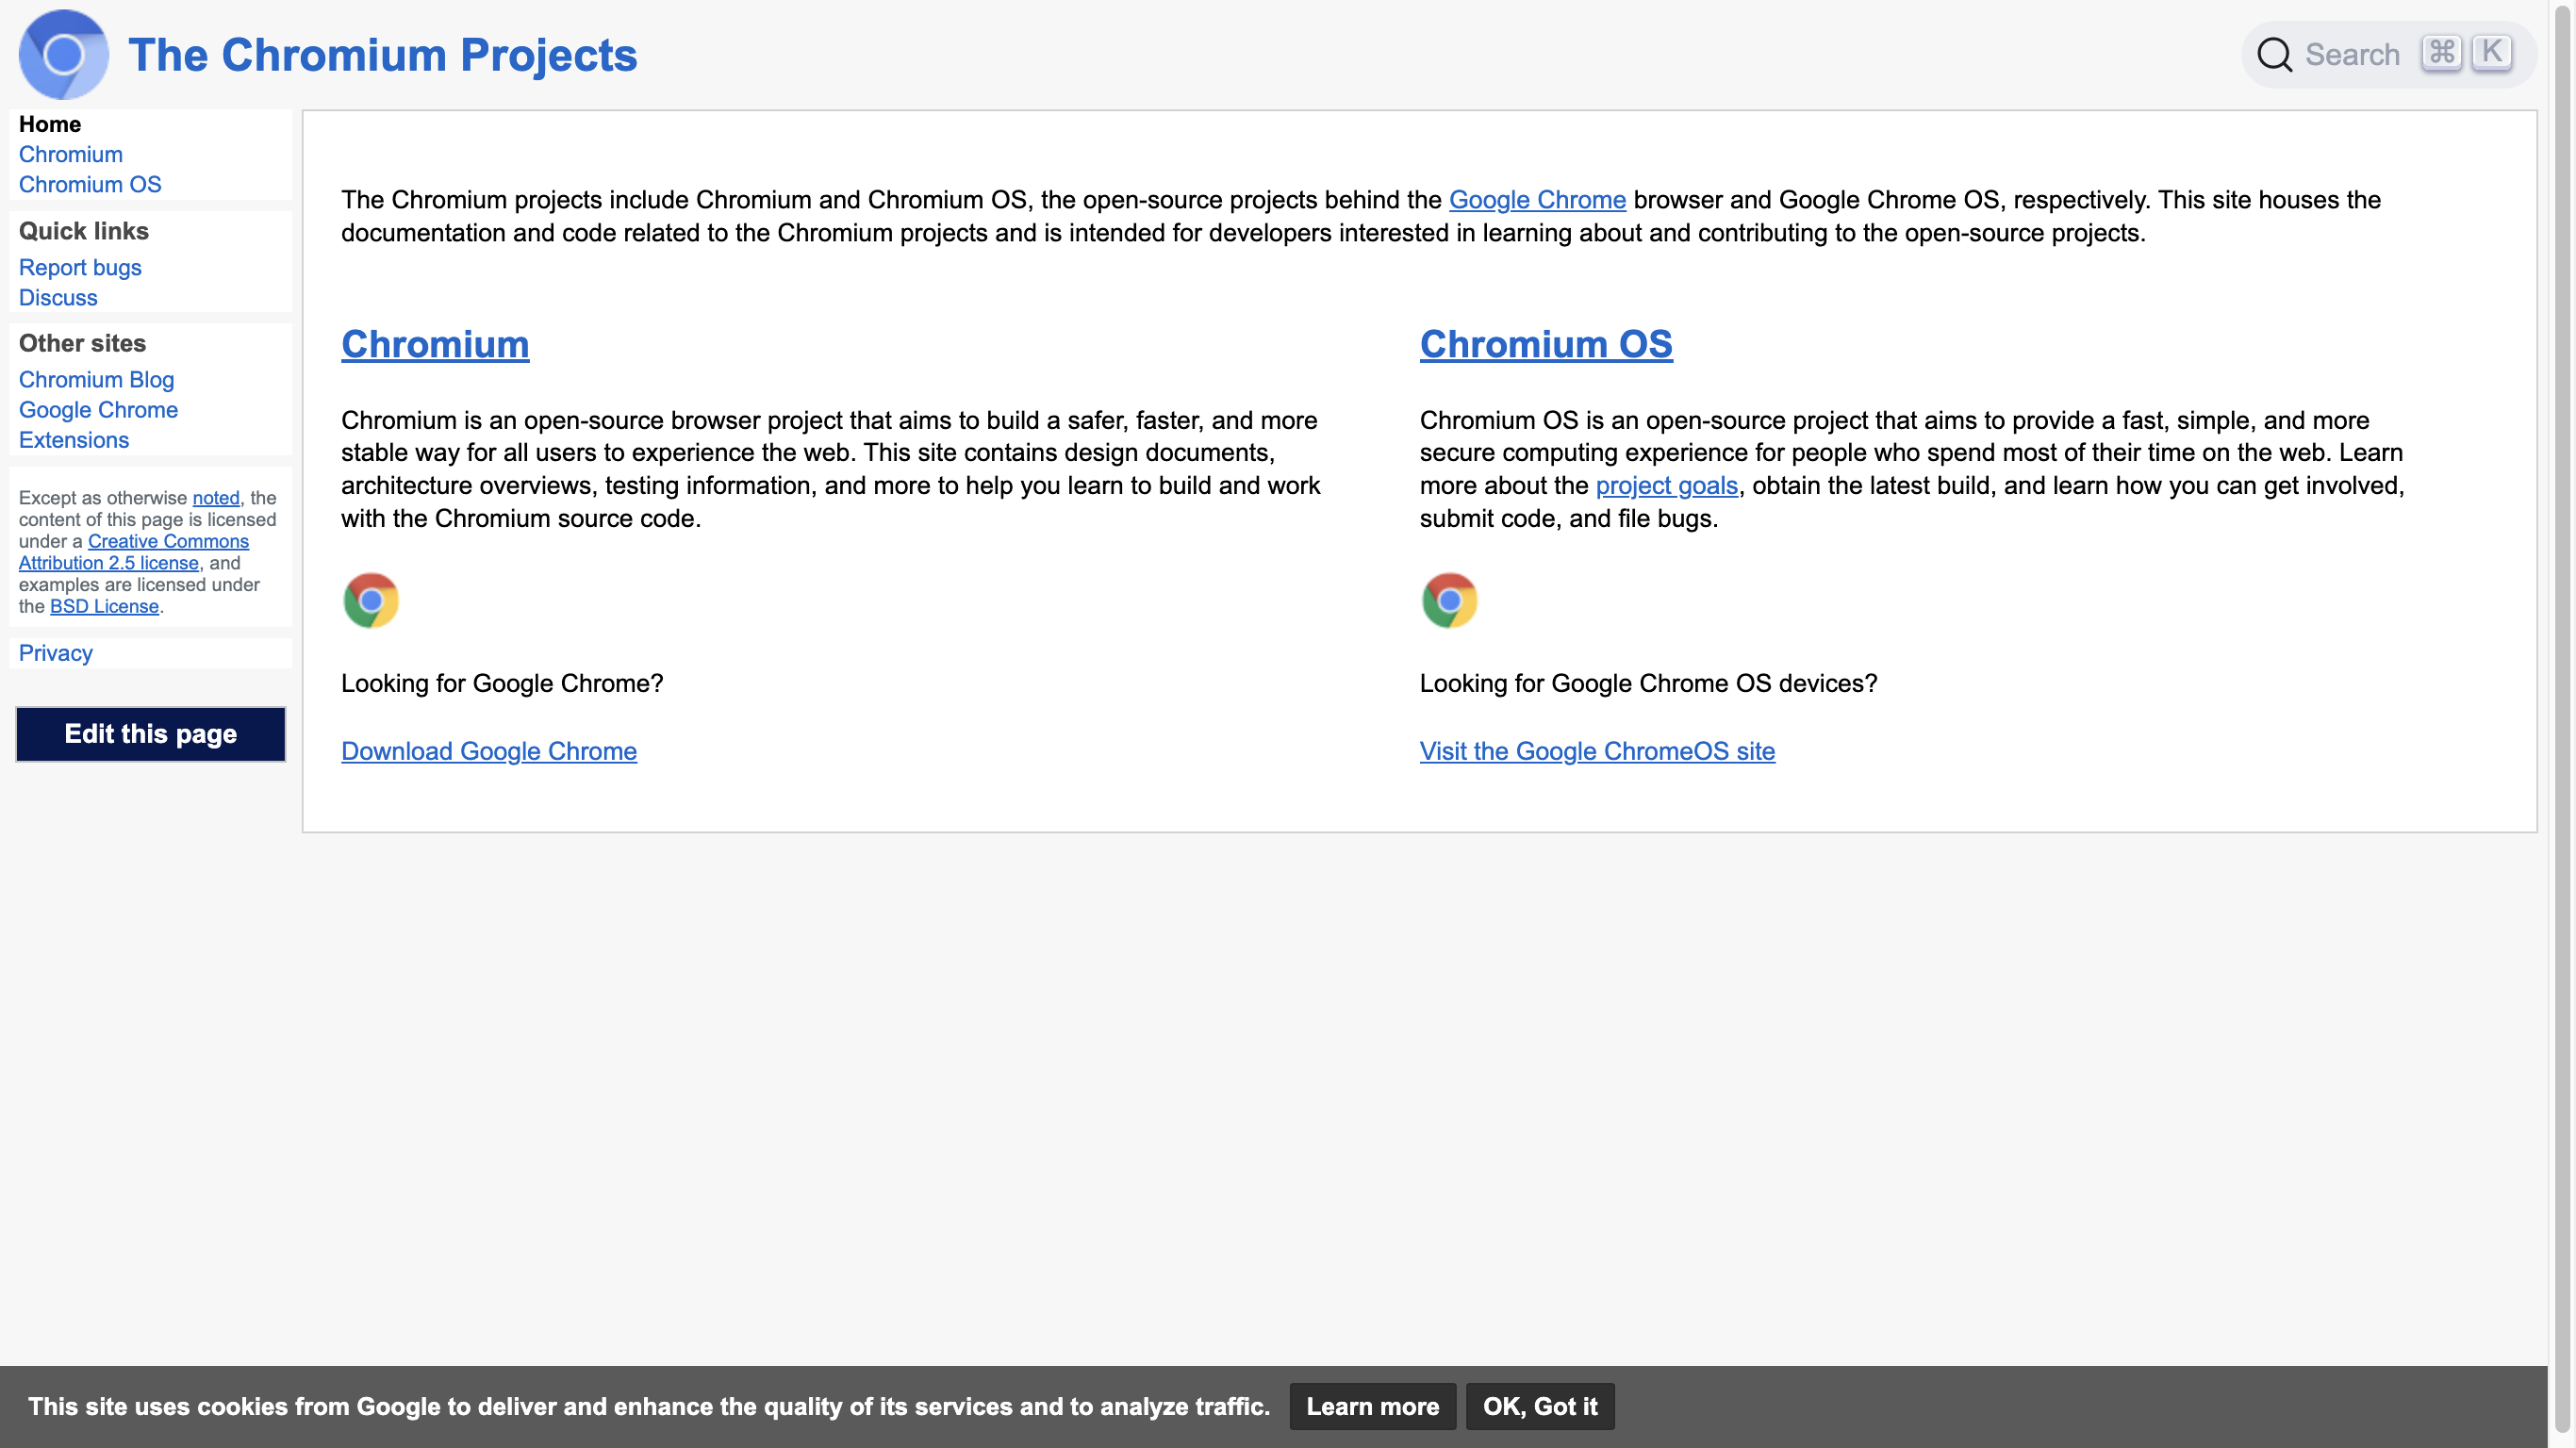 The Chromium Projects
Search ⌘ K
Home
Chromium
Chromium OS
Quick links
Report bugs
Discuss
Other sites
Chromium Blog
Google Chrome
Extensions
Except as otherwise noted, the
content of this page is licensed
under a Creative Commons
Attribution 2.5 license, and
examples are licensed under
the BSD License.
Privacy
Edit this page
The Chromium projects include Chromium and Chromium OS, the open-source projects behind the Google Chrome browser and Google Chrome OS, respectively. This site houses the
documentation and code related to the Chromium projects and is intended for developers interested in learning about and contributing to the open-source projects.
Chromium
Chromium is an open-source browser project that aims to build a safer, faster, and more
stable way for all users to experience the web. This site contains design documents,
architecture overviews, testing information, and more to help you learn to build and work
with the Chromium source code.
Looking for Google Chrome?
Download Google Chrome
Chromium OS
Chromium OS is an open-source project that aims to provide a fast, simple, and more
secure computing experience for people who spend most of their time on the web. Learn
more about the project goals, obtain the latest build, and learn how you can get involved,
submit code, and file bugs.
Looking for Google Chrome OS devices?
Visit the Google ChromeOS site
This site uses cookies from Google to deliver and enhance the quality of its services and to analyze traffic. Learn more OK, Got it